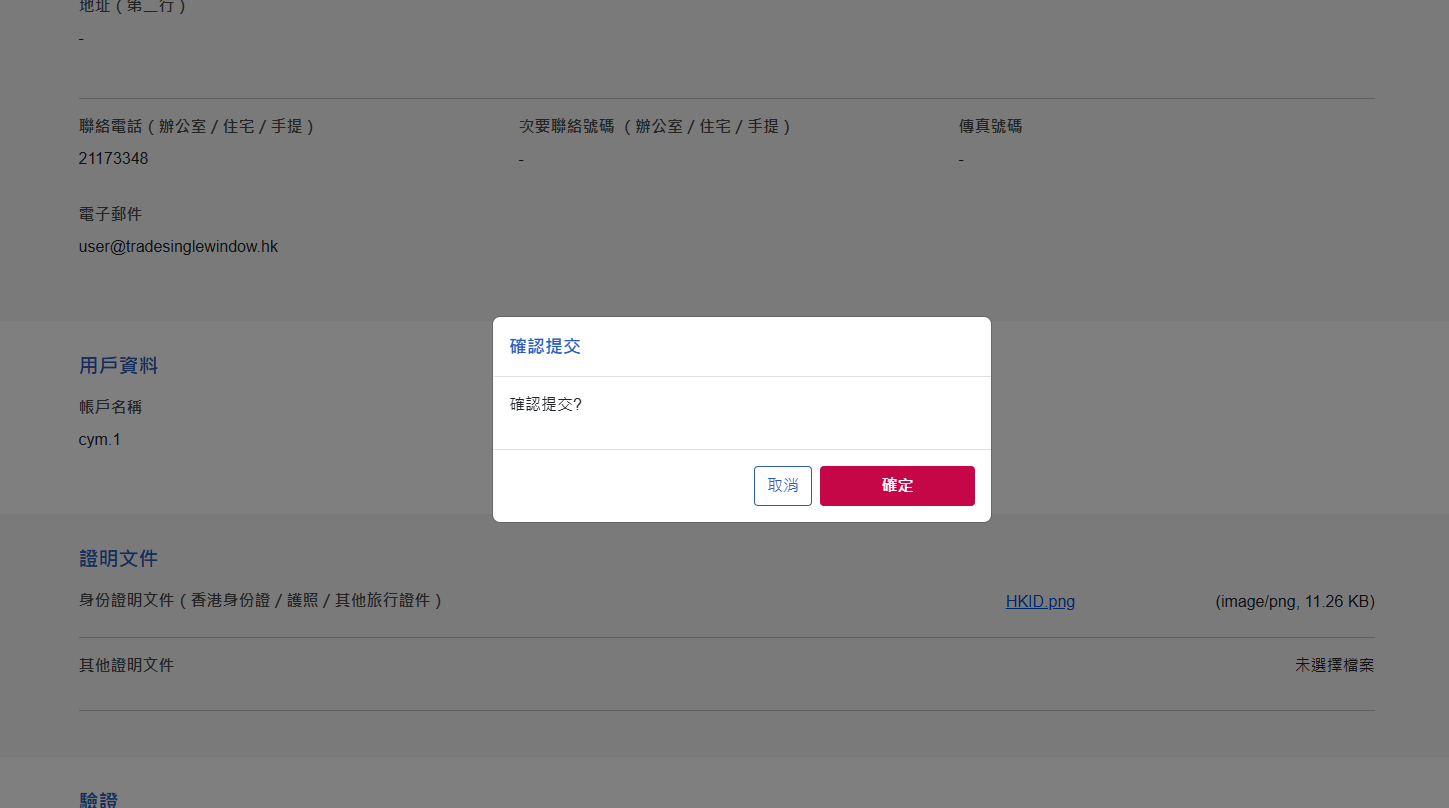 地址 ( 第二行 )
-
聯絡電話 ( 辦公室 / 住宅 / 手提 )
次要聯絡號碼 ( 辦公室 / 住宅 / 手提 )
傳真號碼
21173348
-
-
電子郵件
user@tradesinglewindow.hk
確認提交
用戶資料
確認提交?
帳戶名稱
cym.1
取消
確定
證明文件
身份證明文件 ( 香港身份證 / 護照 / 其他旅行證件 )
HKID.png
(image/png, 11.26 KB)
其他證明文件
未選擇檔案
驗證